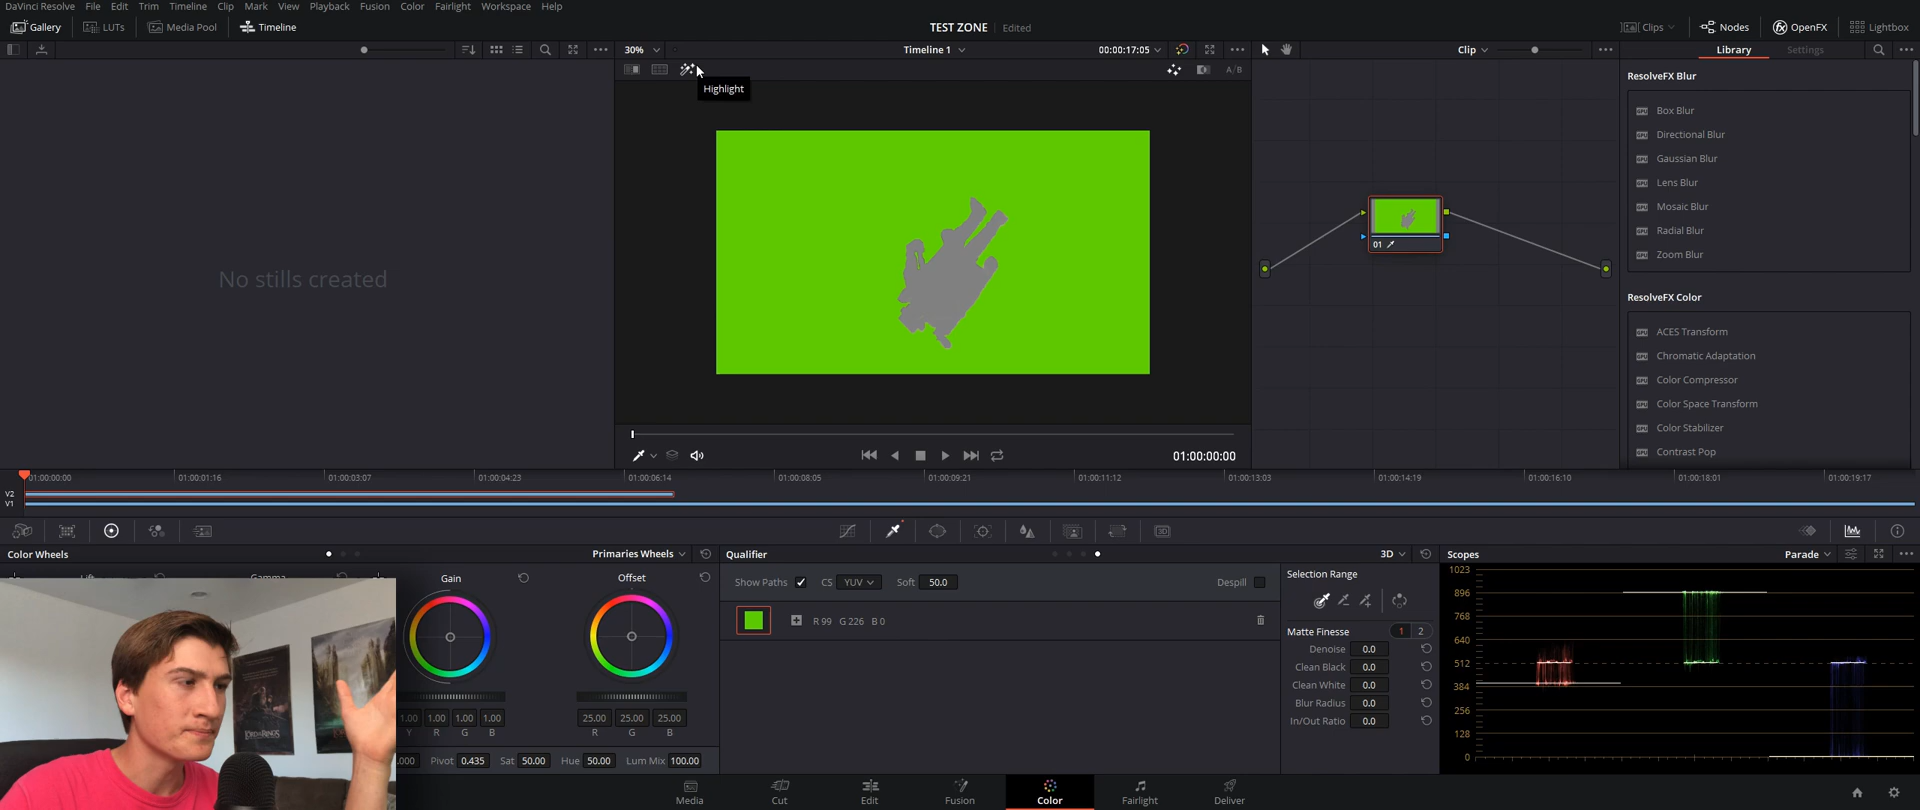 DaVinci Resolve File Edit Trim Timeline Clip Mark View Playback Fusion Color Fairlight Workspace Help
Gallery LUTs Media Pool Timeline TEST ZONE Edited Clips Nodes OpenFX Lightbox
30% Timeline 1 00:00:17:05 Clip Library Settings
A/B
Highlight
No stills created
01
ResolveFX Blur
Box Blur
Directional Blur
Gaussian Blur
Lens Blur
Mosaic Blur
Radial Blur
Zoom Blur
ResolveFX Color
ACES Transform
Chromatic Adaptation
Color Compressor
Color Space Transform
Color Stabilizer
Contrast Pop
01:00:00:00
01:00:00:00 01:00:01:16 01:00:03:07 01:00:04:23 01:00:06:14 01:00:08:05 01:00:09:21 01:00:11:12 01:00:13:03 01:00:14:19 01:00:16:10 01:00:18:01 01:00:19:17
V2
V1
3D
Color Wheels Primaries Wheels Qualifier 3D Scopes Parade
Lift Gamma Gain Offset
1.00 1.00 1.00 1.00 25.00 25.00 25.00
Y R G B R G B
.000 Pivot 0.435 Sat 50.00 Hue 50.00 Lum Mix 100.00
Show Paths CS YUV Soft 50.0 Despill
R 99 G 226 B 0
Selection Range
Matte Finesse 1 2
Denoise 0.0
Clean Black 0.0
Clean White 0.0
Blur Radius 0.0
In/Out Ratio 0.0
1023
896
768
640
512
384
256
128
0
Media Cut Edit Fusion Color Fairlight Deliver